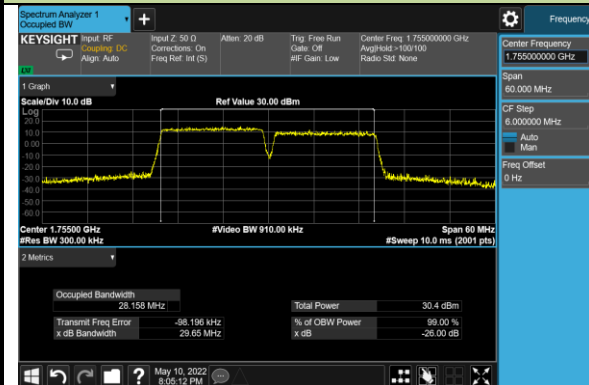 Spectrum Analyzer 1
Occupied BW
Frequency
KEYSIGHT Input: RF
Coupling: DC
Align: Auto
Input Z: 50 Ω
Corrections: On
Freq Ref: Int (S)
Atten: 20 dB
Trig: Free Run
Gate: Off
#IF Gain: Low
Center Freq: 1.755000000 GHz
Avg|Hold:>100/100
Radio Std: None
Center Frequency
1.755000000 GHz
Span
60.000 MHz
CF Step
6.000000 MHz
Auto
Man
Freq Offset
0 Hz
1 Graph
Scale/Div 10.0 dB
Ref Value 30.00 dBm
Log
20.0
10.0
0.00
-10.0
-20.0
-30.0
-40.0
-50.0
-60.0
Center 1.75500 GHz
#Video BW 910.00 kHz
Span 60 MHz
#Res BW 300.00 kHz
#Sweep 10.0 ms (2001 pts)
2 Metrics
Occupied Bandwidth
28.158 MHz
Total Power 30.4 dBm
Transmit Freq Error -98.196 kHz
% of OBW Power 99.00 %
x dB Bandwidth 29.65 MHz
x dB -26.00 dB
?
May 10, 2022
8:05:12 PM